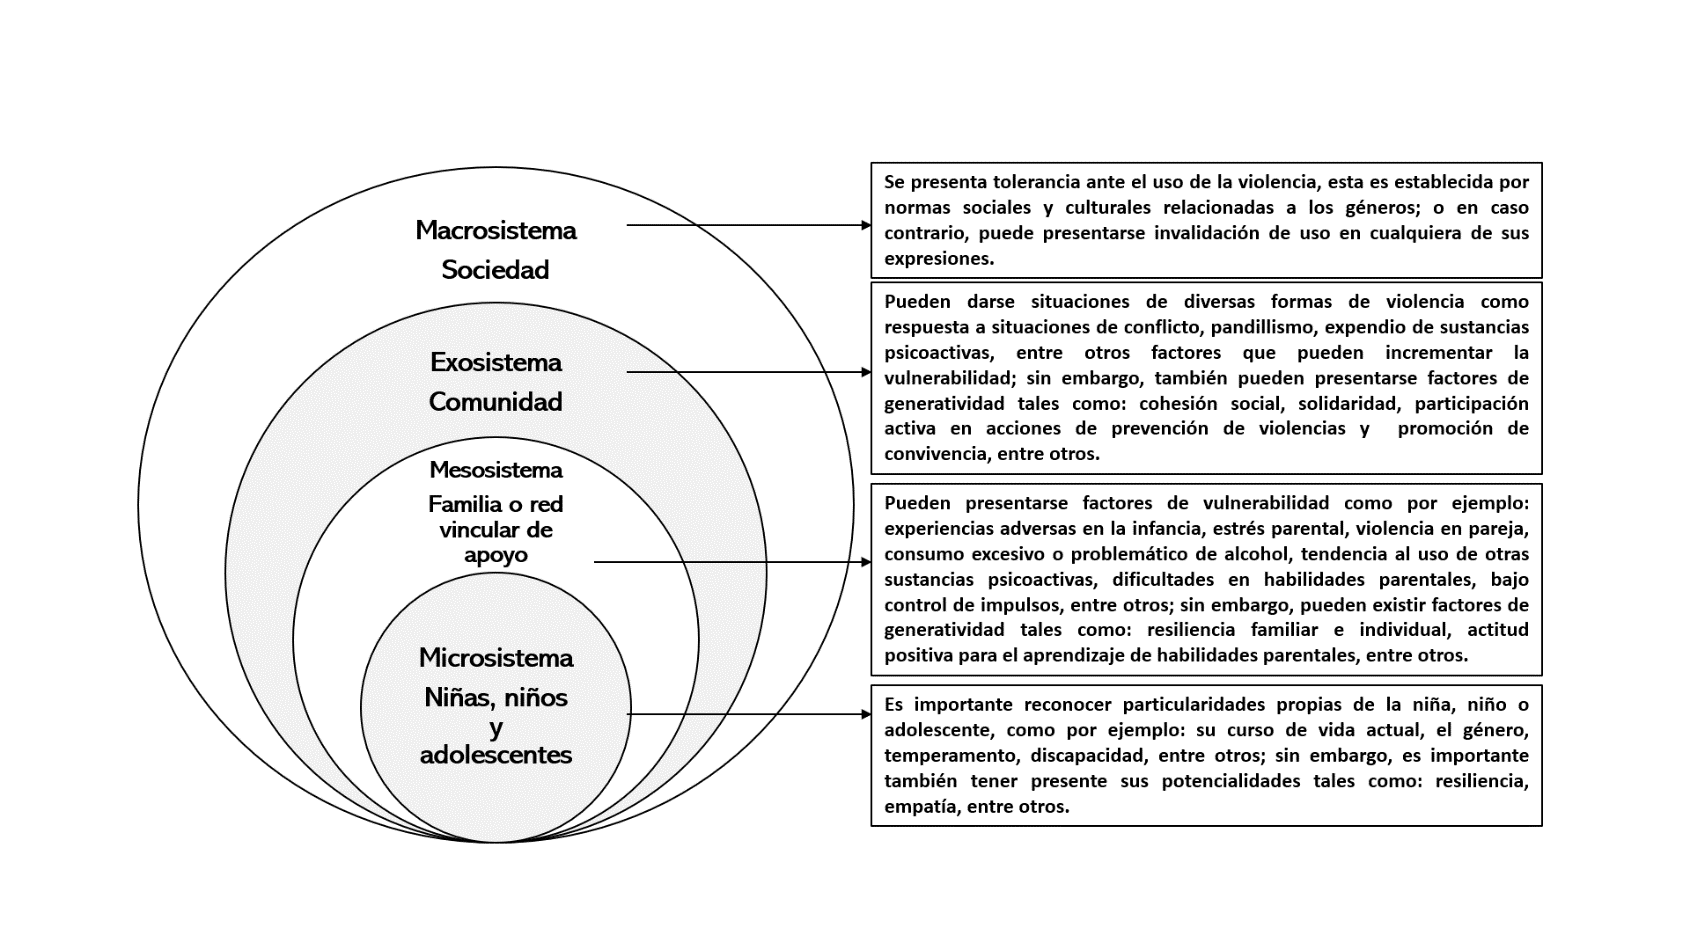 Macrosistema
Sociedad
Se presenta tolerancia ante el uso de la violencia, esta es establecida por
normas sociales y culturales relacionadas a los géneros; o en caso
contrario, puede presentarse invalidación de uso en cualquiera de sus
expresiones.
Exosistema
Comunidad
Pueden darse situaciones de diversas formas de violencia como
respuesta a situaciones de conflicto, pandillismo, expendio de sustancias
psicoactivas, entre otros factores que pueden incrementar la
vulnerabilidad; sin embargo, también pueden presentarse factores de
generatividad tales como: cohesión social, solidaridad, participación
activa en acciones de prevención de violencias y promoción de
convivencia, entre otros.
Mesosistema
Familia o red
vincular de
apoyo
Pueden presentarse factores de vulnerabilidad como por ejemplo:
experiencias adversas en la infancia, estrés parental, violencia en pareja,
consumo excesivo o problemático de alcohol, tendencia al uso de otras
sustancias psicoactivas, dificultades en habilidades parentales, bajo
control de impulsos, entre otros; sin embargo, pueden existir factores de
generatividad tales como: resiliencia familiar e individual, actitud
positiva para el aprendizaje de habilidades parentales, entre otros.
Microsistema
Niñas, niños
y
adolescentes
Es importante reconocer particularidades propias de la niña, niño o
adolescente, como por ejemplo: su curso de vida actual, el género,
temperamento, discapacidad, entre otros; sin embargo, es importante
también tener presente sus potencialidades tales como: resiliencia,
empatía, entre otros.